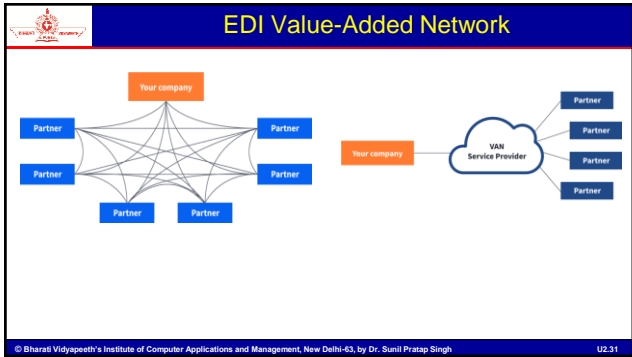 EDI Value-Added Network
Your company
Partner
Partner
Partner
Partner
Partner
Partner
Your company
VAN
Service Provider
Partner
Partner
Partner
Partner
© Bharati Vidyapeeth's Institute of Computer Applications and Management, New Delhi-63, by Dr. Sunil Pratap Singh
U2.31